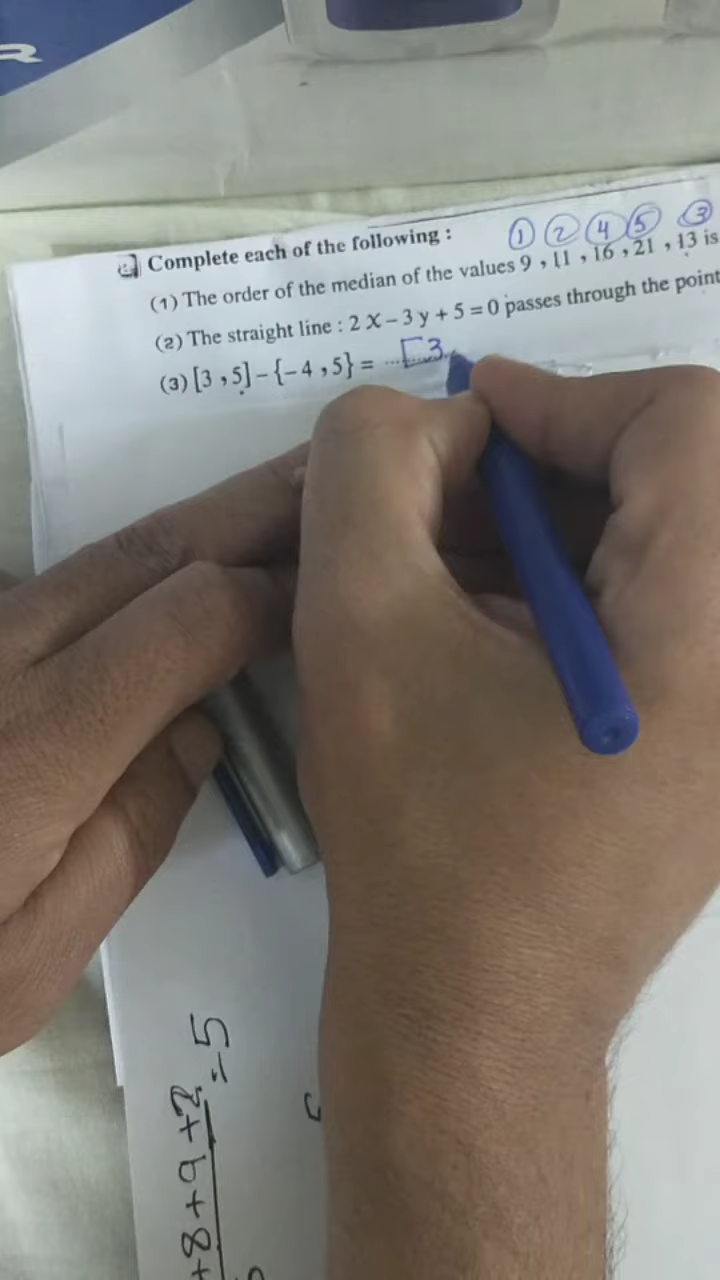 R
① ② ④ ⑤ ③
Complete each of the following :
(1) The order of the median of the values 9 , 11 , 16 , 21 , 13 is
(2) The straight line : 2 X – 3 y + 5 = 0 passes through the point
(3) [3 , 5] – {– 4 , 5} = ...... [3
+8+9+2 = 5